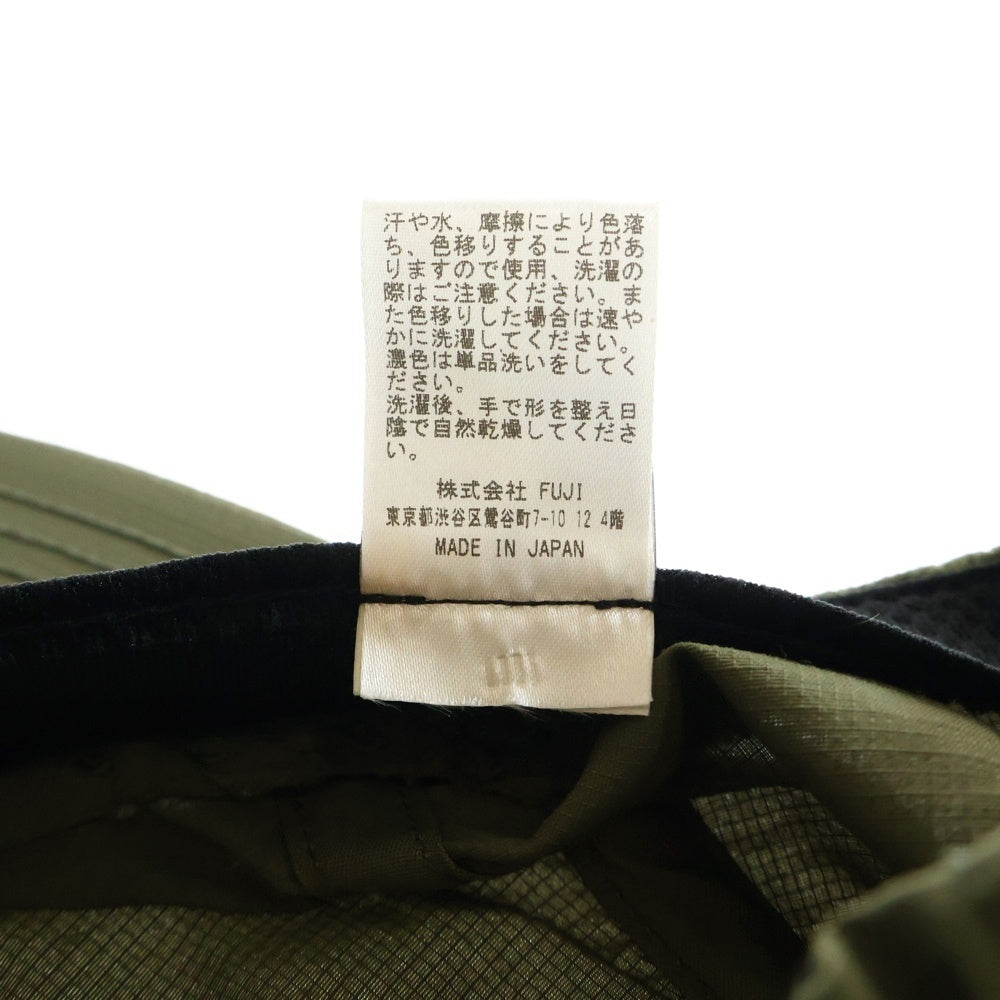 汗や水、摩擦により色落
ち、色移りすることがあ
りますので使用、洗濯の
際はご注意ください。ま
た色移りした場合は速や
かに洗濯してください。
濃色は単品洗いをしてく
ださい。
洗濯後、手で形を整え日
陰で自然乾燥してくださ
い。
株式会社 FUJI
東京都渋谷区鶯谷町7-10 12 4階
MADE IN JAPAN